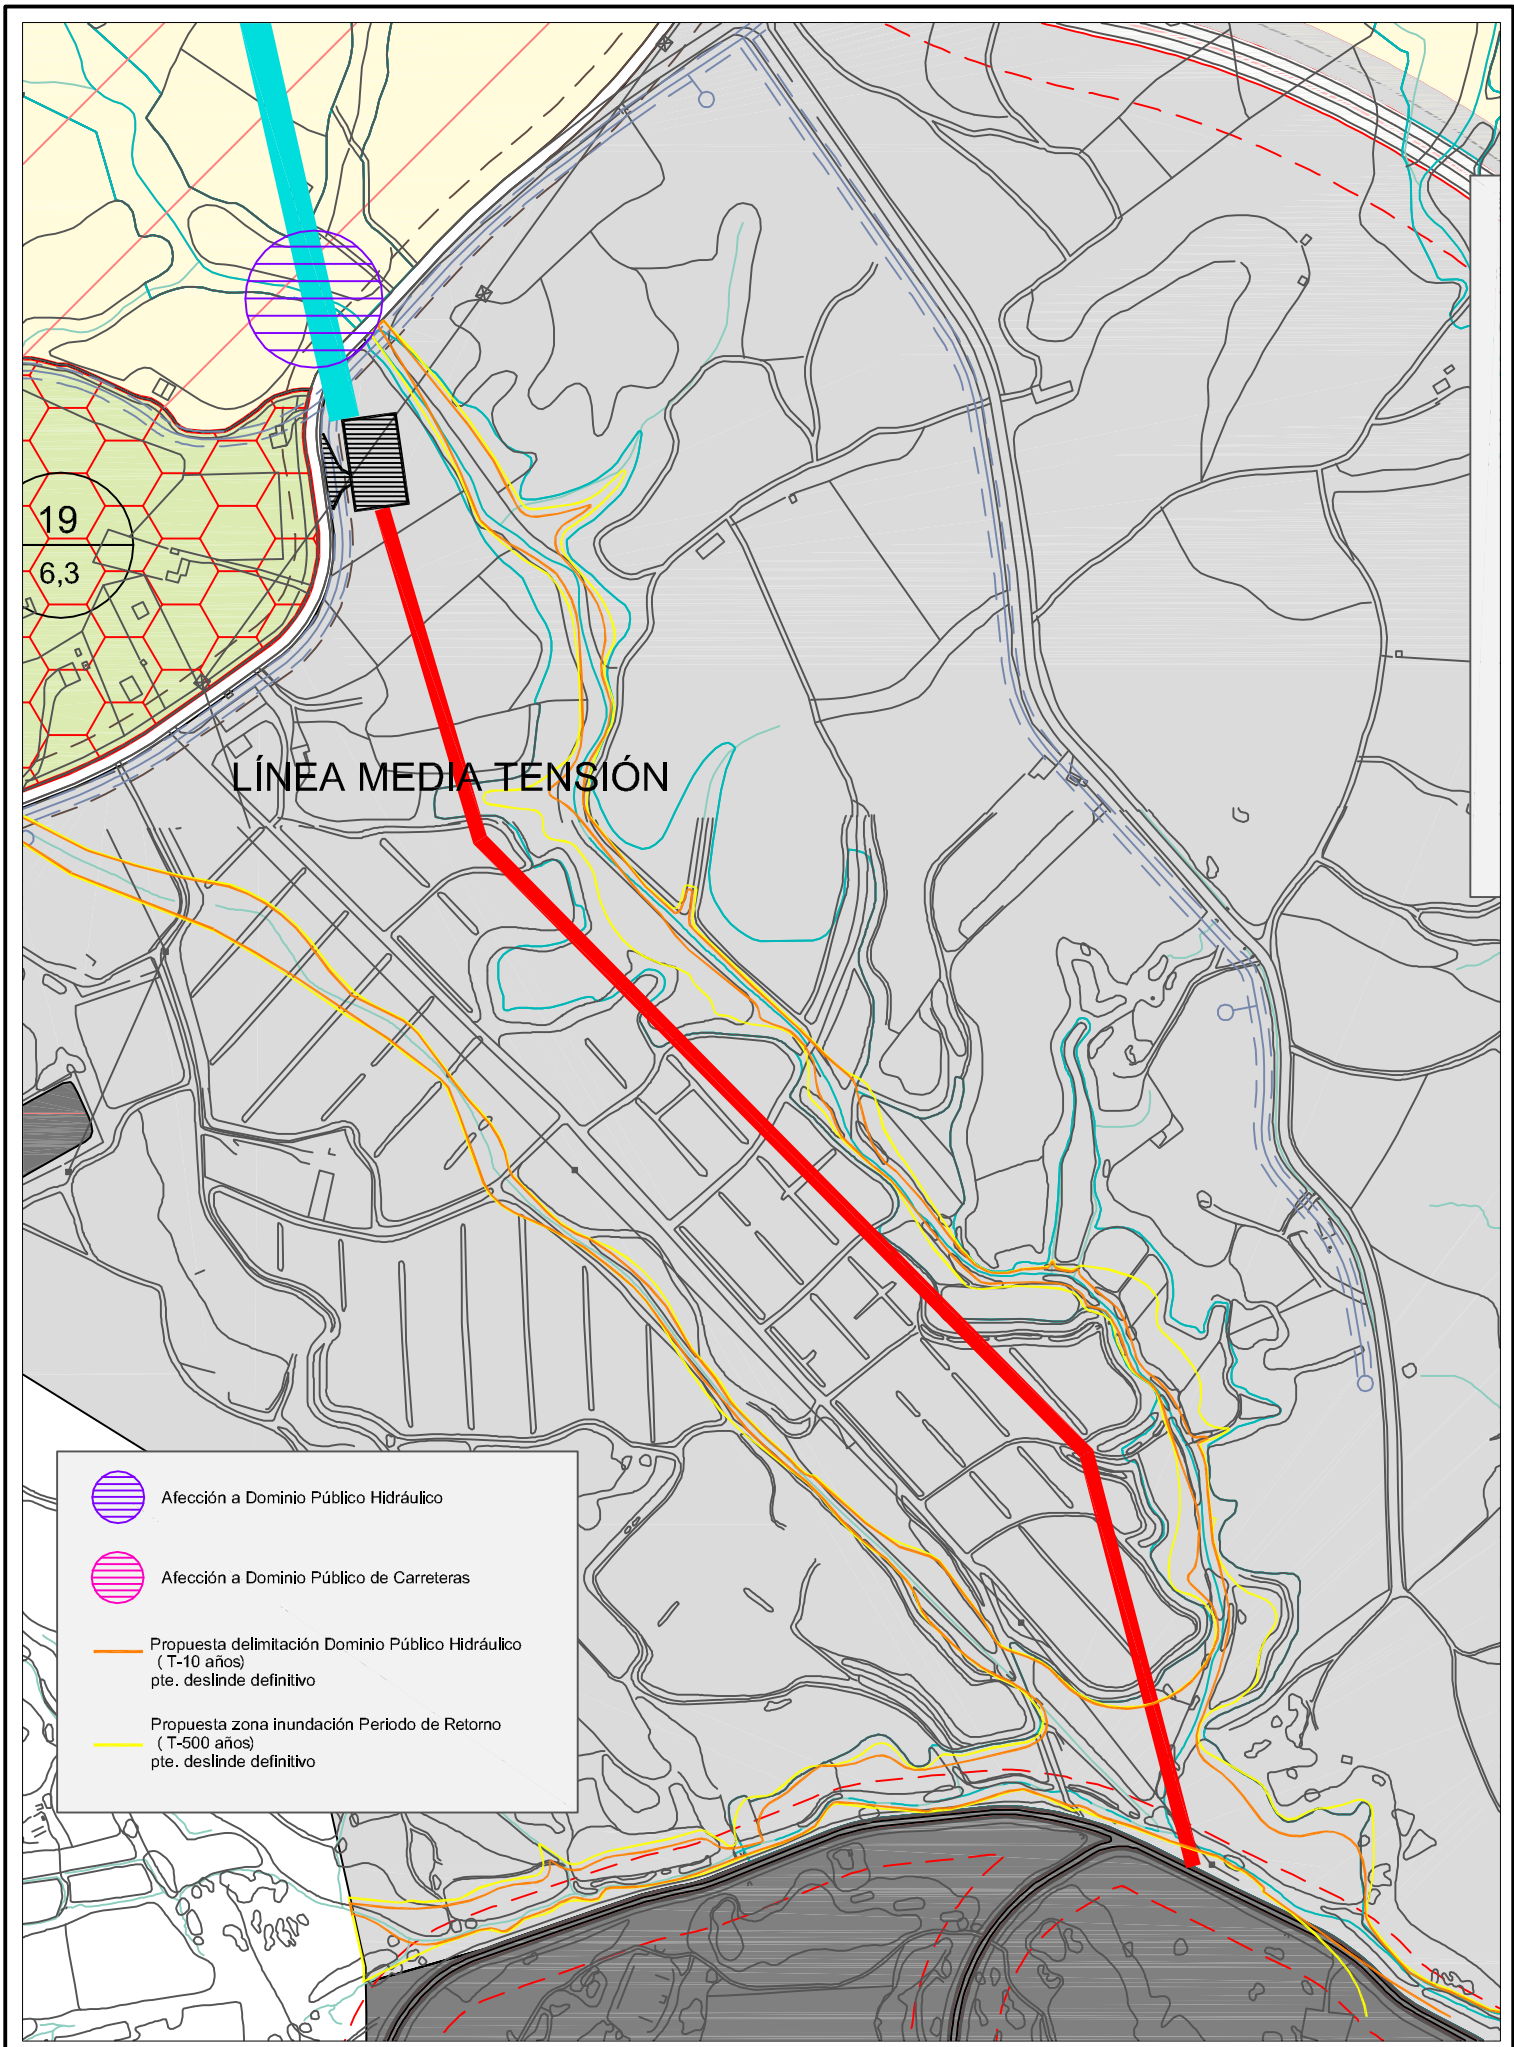 19
6,3
LÍNEA MEDIA TENSIÓN
Afección a Dominio Público Hidráulico
Afección a Dominio Público de Carreteras
Propuesta delimitación Dominio Público Hidráulico
( T-10 años)
pte. deslinde definitivo
Propuesta zona inundación Periodo de Retorno
( T-500 años)
pte. deslinde definitivo